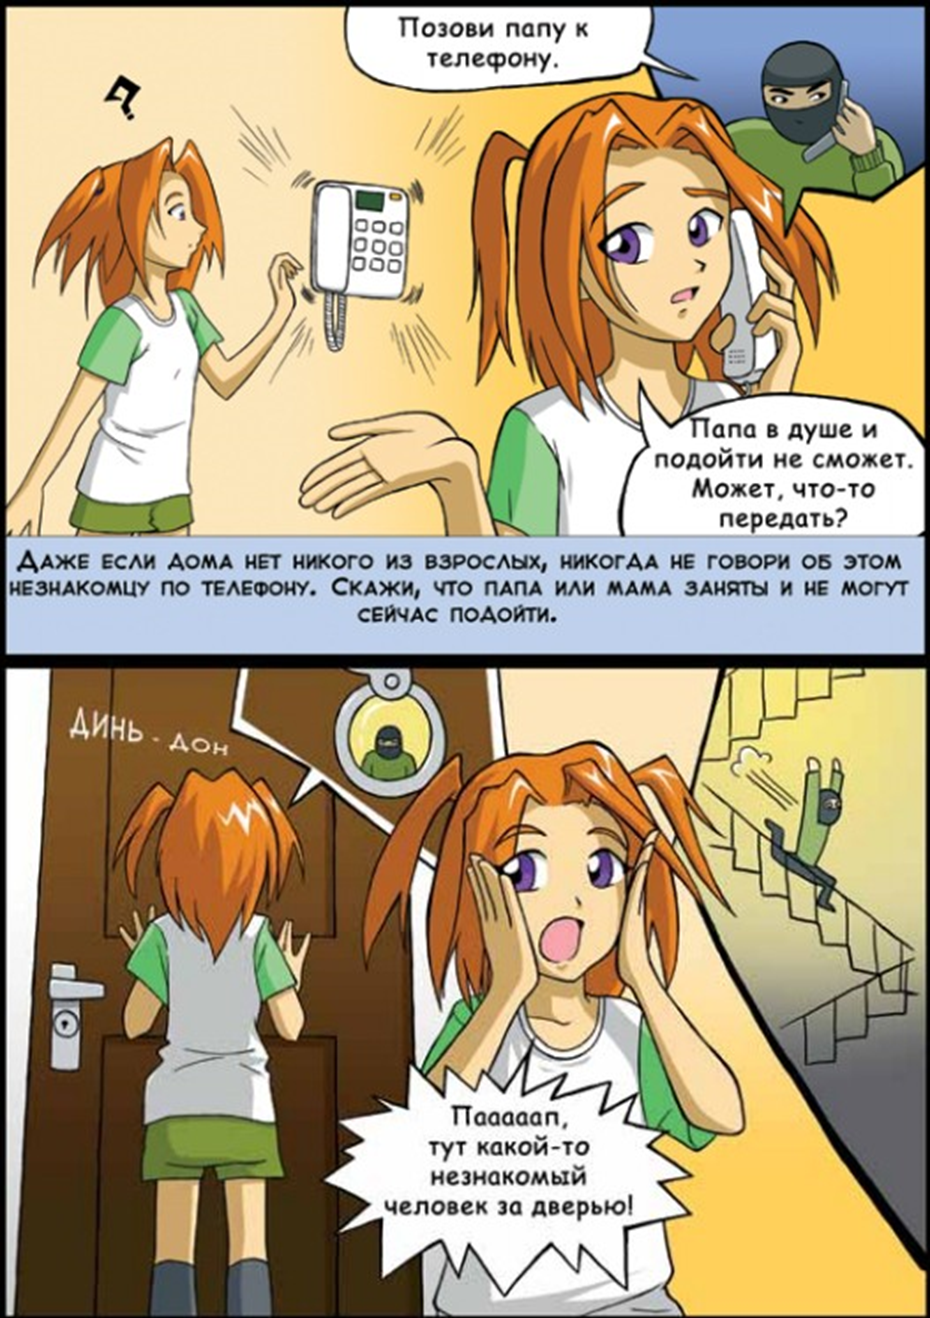 Позови папу к
телефону.
?
Папа в душе и
подойти не сможет.
Может, что-то
передать?
Даже если дома нет никого из взрослых, никогда не говори об этом
незнакомцу по телефону. Скажи, что папа или мама заняты и не могут
сейчас подойти.
ДИНЬ - ДОН
Пааааап,
тут какой-то
незнакомый
человек за дверью!